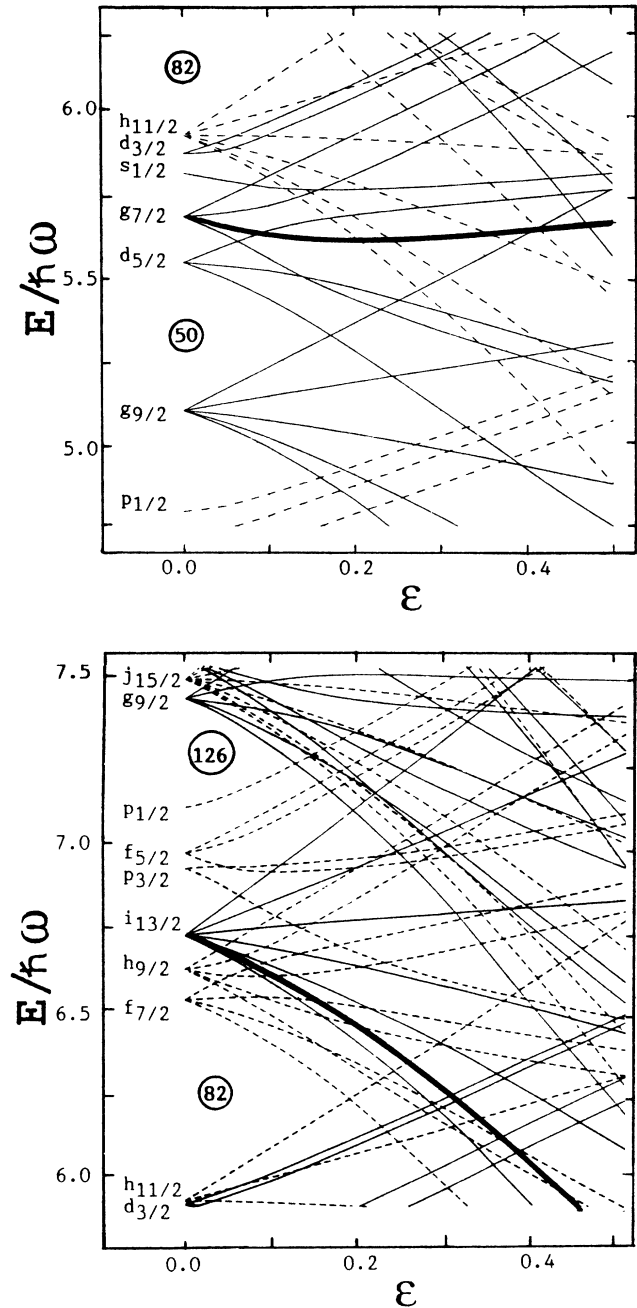 82
6.0
h11/2
d3/2
s1/2
g7/2
d5/2
5.5
E/ħω
50
g9/2
5.0
p1/2
0.0 0.2 0.4
ε
7.5
j15/2
g9/2
126
p1/2
7.0
f5/2
p3/2
i13/2
h9/2
E/ħω
6.5
f7/2
82
h11/2
6.0
d3/2
0.0 0.2 0.4
ε